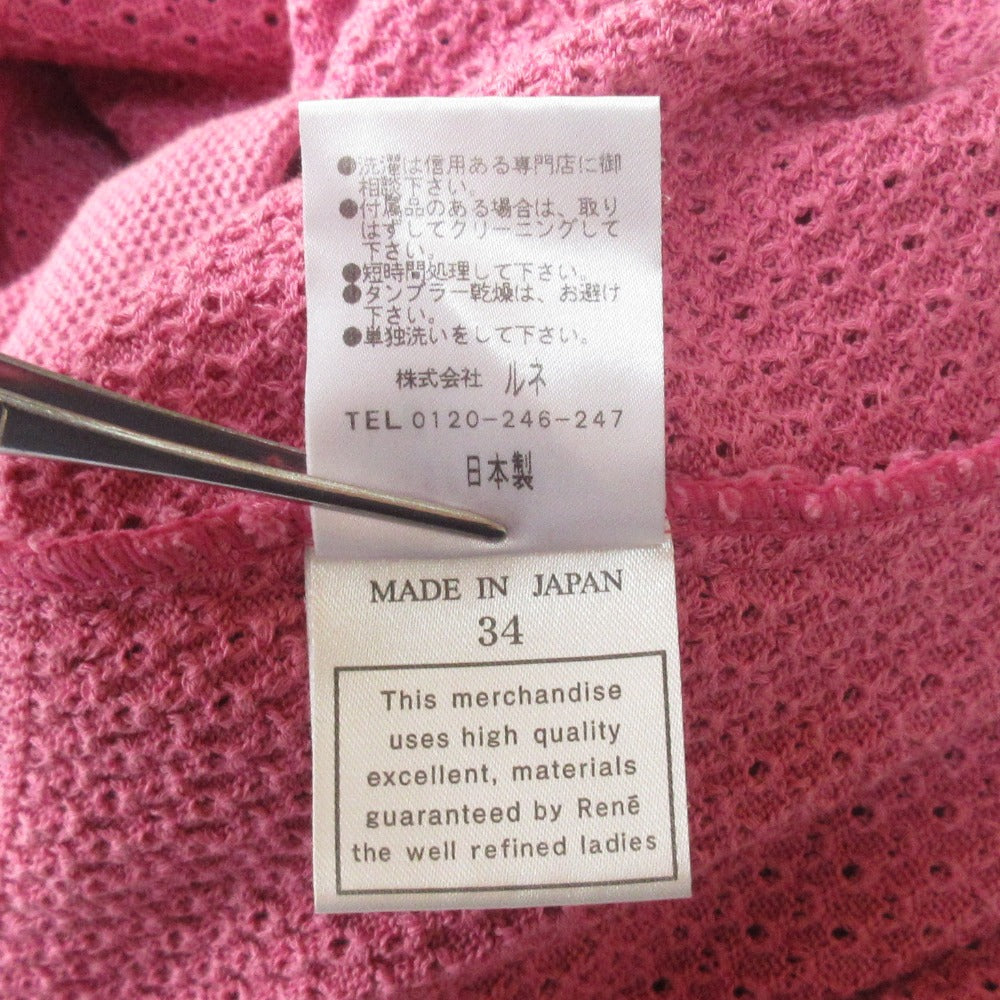 ●洗濯は信用ある専門店に御
相談下さい。
●付属品のある場合は、取り
はずしてクリーニングして
下さい。
●短時間処理して下さい。
●タンブラー乾燥は、お避け
下さい。
●単独洗いをして下さい。
株式会社 ルネ
TEL 0120-246-247
日本製
MADE IN JAPAN
34
This merchandise
uses high quality
excellent, materials
guaranteed by René
the well refined ladies